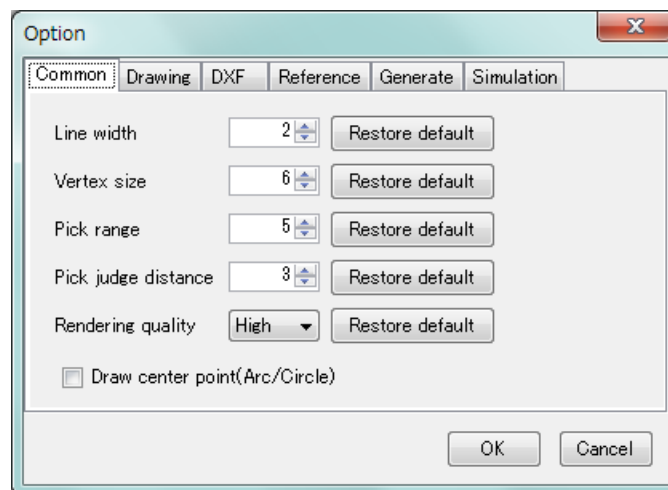 Option
Common Drawing DXF Reference Generate Simulation
Line width 2 Restore default
Vertex size 6 Restore default
Pick range 5 Restore default
Pick judge distance 3 Restore default
Rendering quality High Restore default
Draw center point(Arc/Circle)
OK Cancel